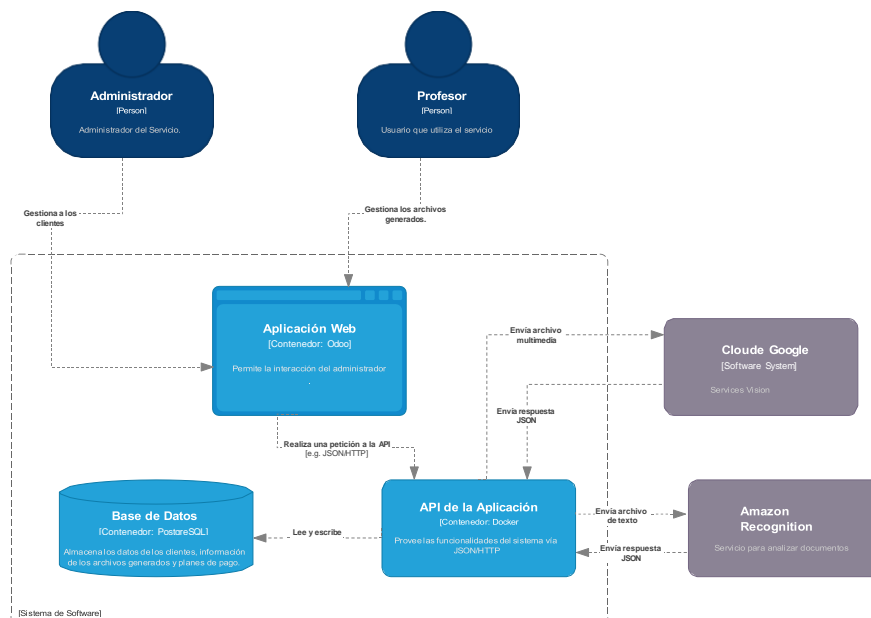 Administrador
[Person]
Administrador del Servicio.
Profesor
[Person]
Usuario que utiliza el servicio
Gestiona a los
clientes
Gestiona los archivos
generados.
Aplicación Web
[Contenedor: Odoo]
Permite la interacción del administrador
.
Envía archivo
multimedia
Cloude Google
[Software System]
Services Vision
Envía respuesta
JSON
Realiza una petición a la API
[e.g. JSON/HTTP]
Base de Datos
[Contenedor: PostgreSQL]
Almacena los datos de los clientes, información
de los archivos generados y planes de pago.
Lee y escribe
API de la Aplicación
[Contenedor: Docker
Provee las funcionalidades del sistema vía
JSON/HTTP
Envía archivo
de texto
Envía respuesta
JSON
Amazon
Recognition
Servicio para analizar documentos
[Sistema de Software]